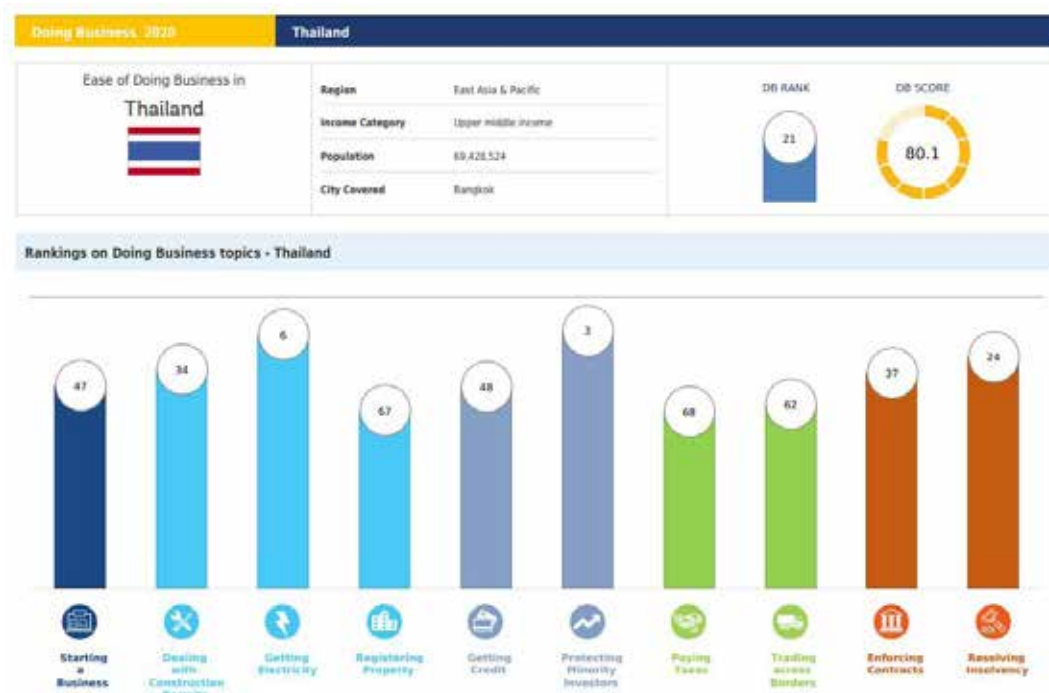 Doing Business 2020
Thailand
Ease of Doing Business in
Thailand
Region East Asia & Pacific
Income Category Upper middle income
Population 69,428,524
City Covered Bangkok
DB RANK
21
DB SCORE
80.1
Rankings on Doing Business topics - Thailand
47
34
6
67
48
3
68
62
37
24
Starting
a
Business
Dealing
with
Construction
Permits
Getting
Electricity
Registering
Property
Getting
Credit
Protecting
Minority
Investors
Paying
Taxes
Trading
across
Borders
Enforcing
Contracts
Resolving
Insolvency